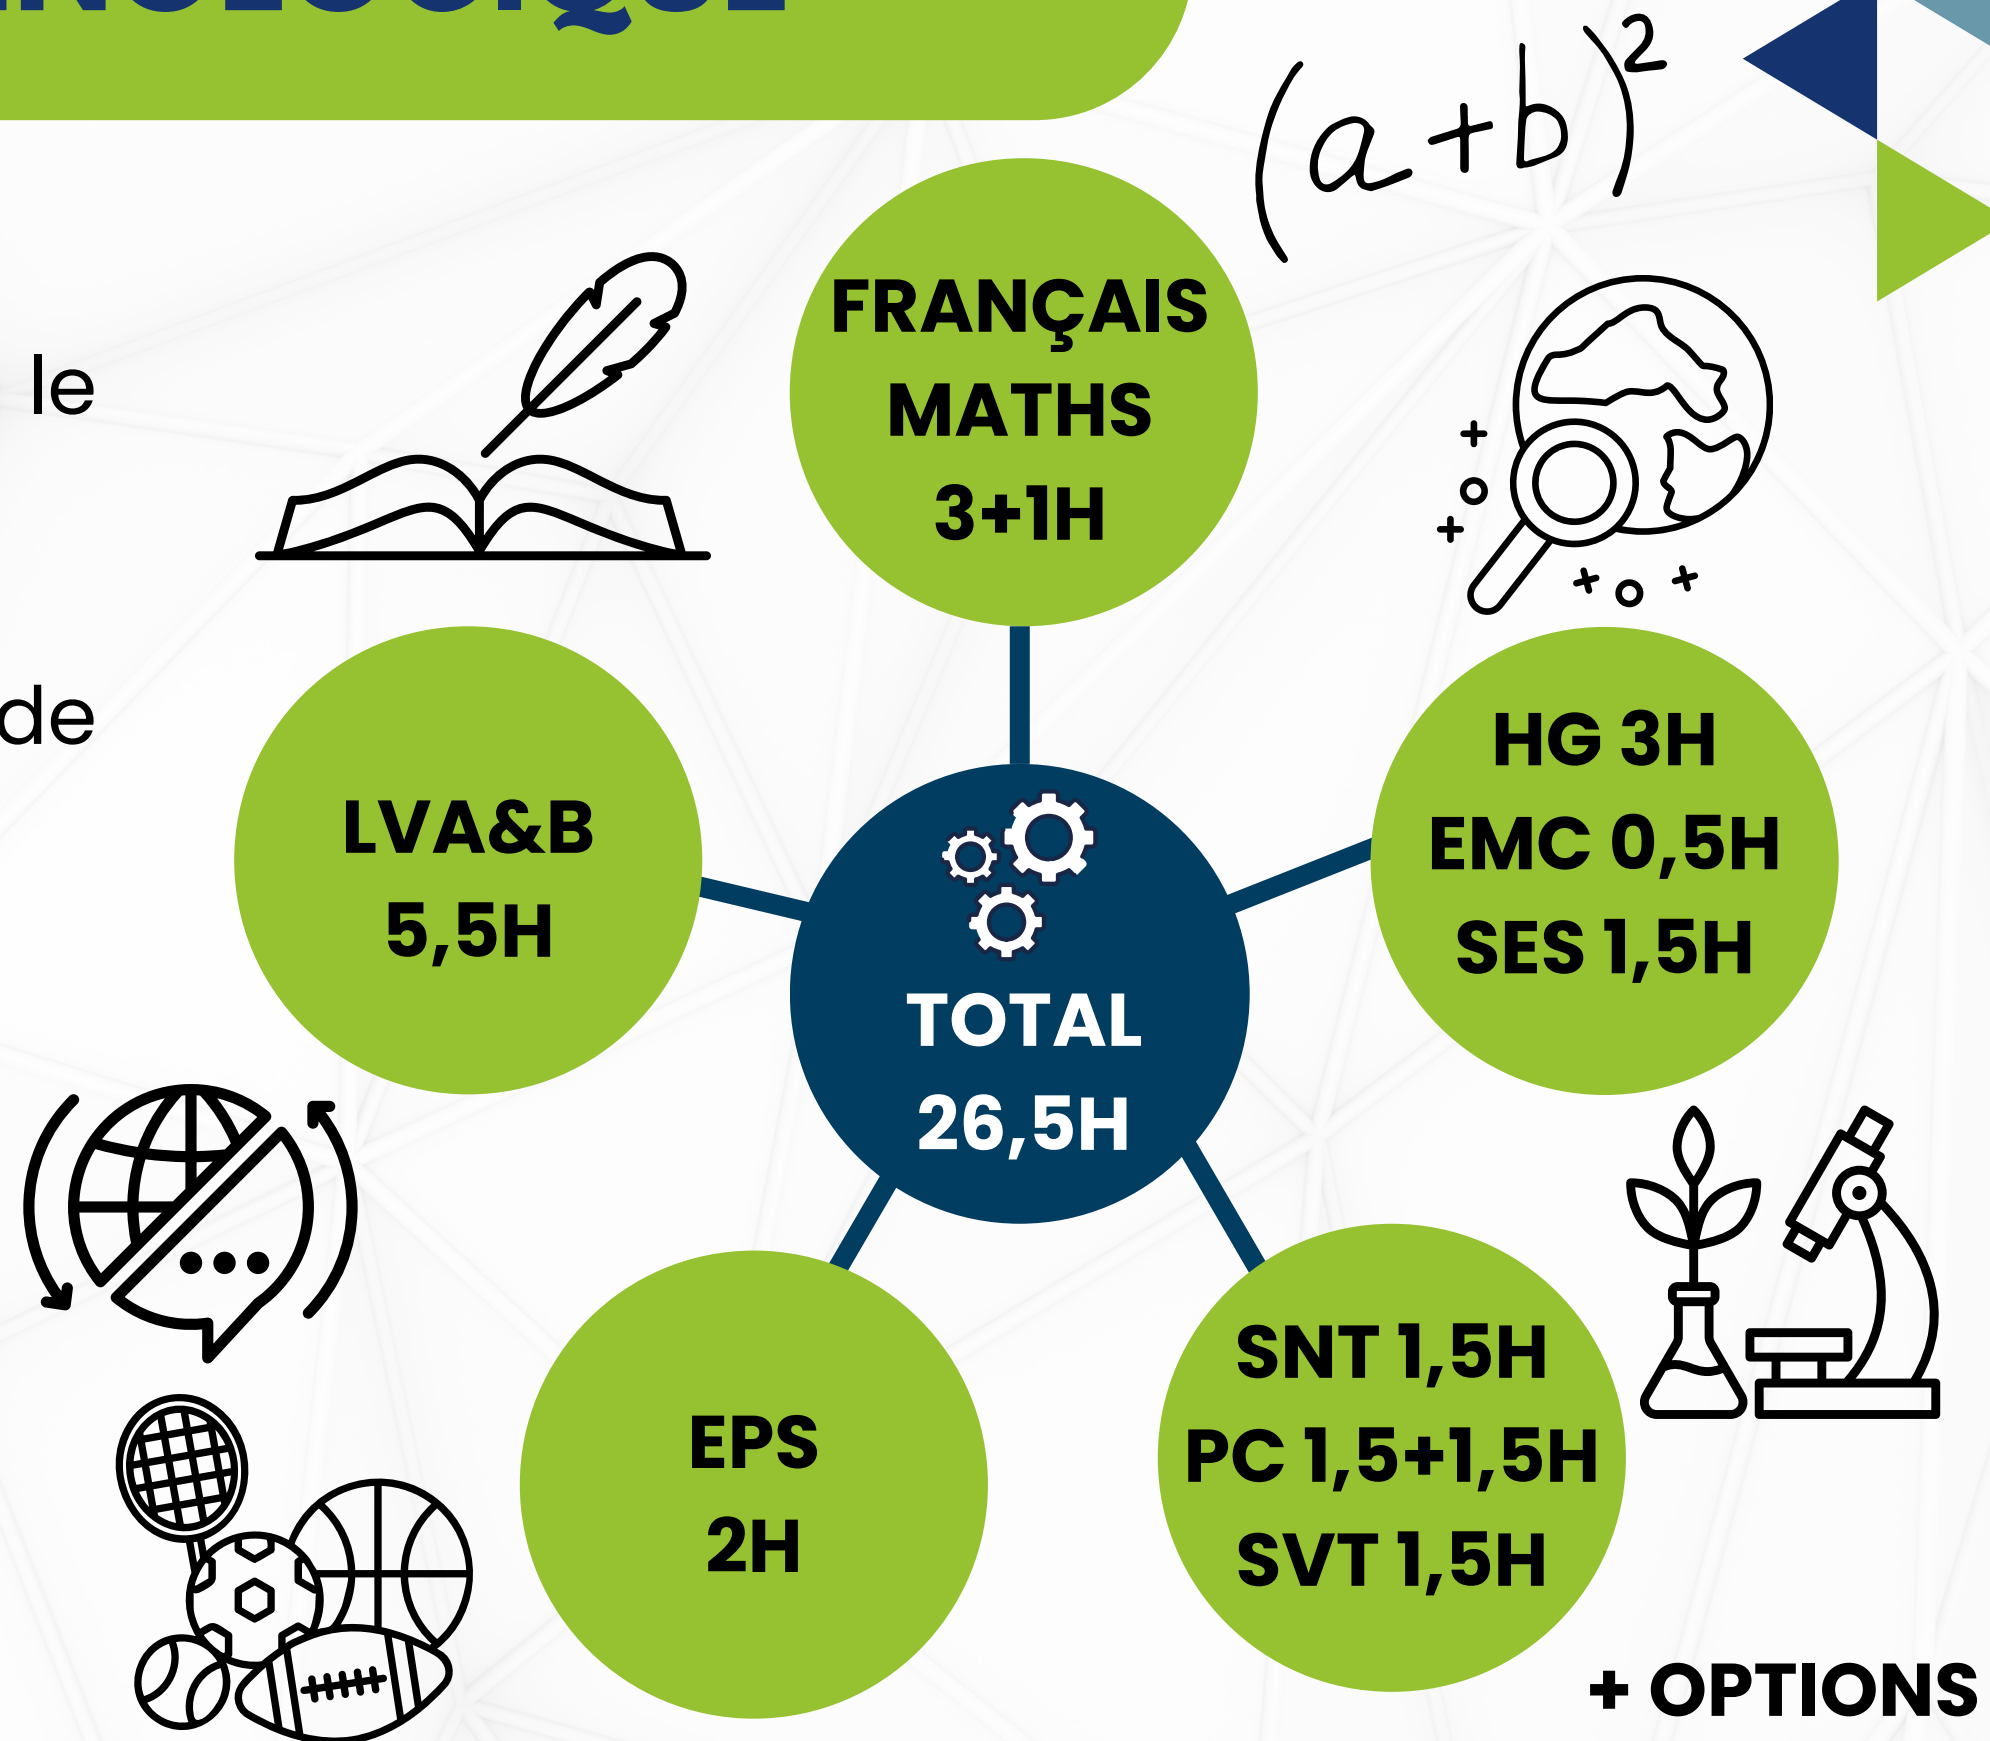 (a+b)²
le
FRANÇAIS
MATHS
3+1H
de
LVA&B
5,5H
HG 3H
EMC 0,5H
SES 1,5H
TOTAL
26,5H
EPS
2H
SNT 1,5H
PC 1,5+1,5H
SVT 1,5H
+ OPTIONS